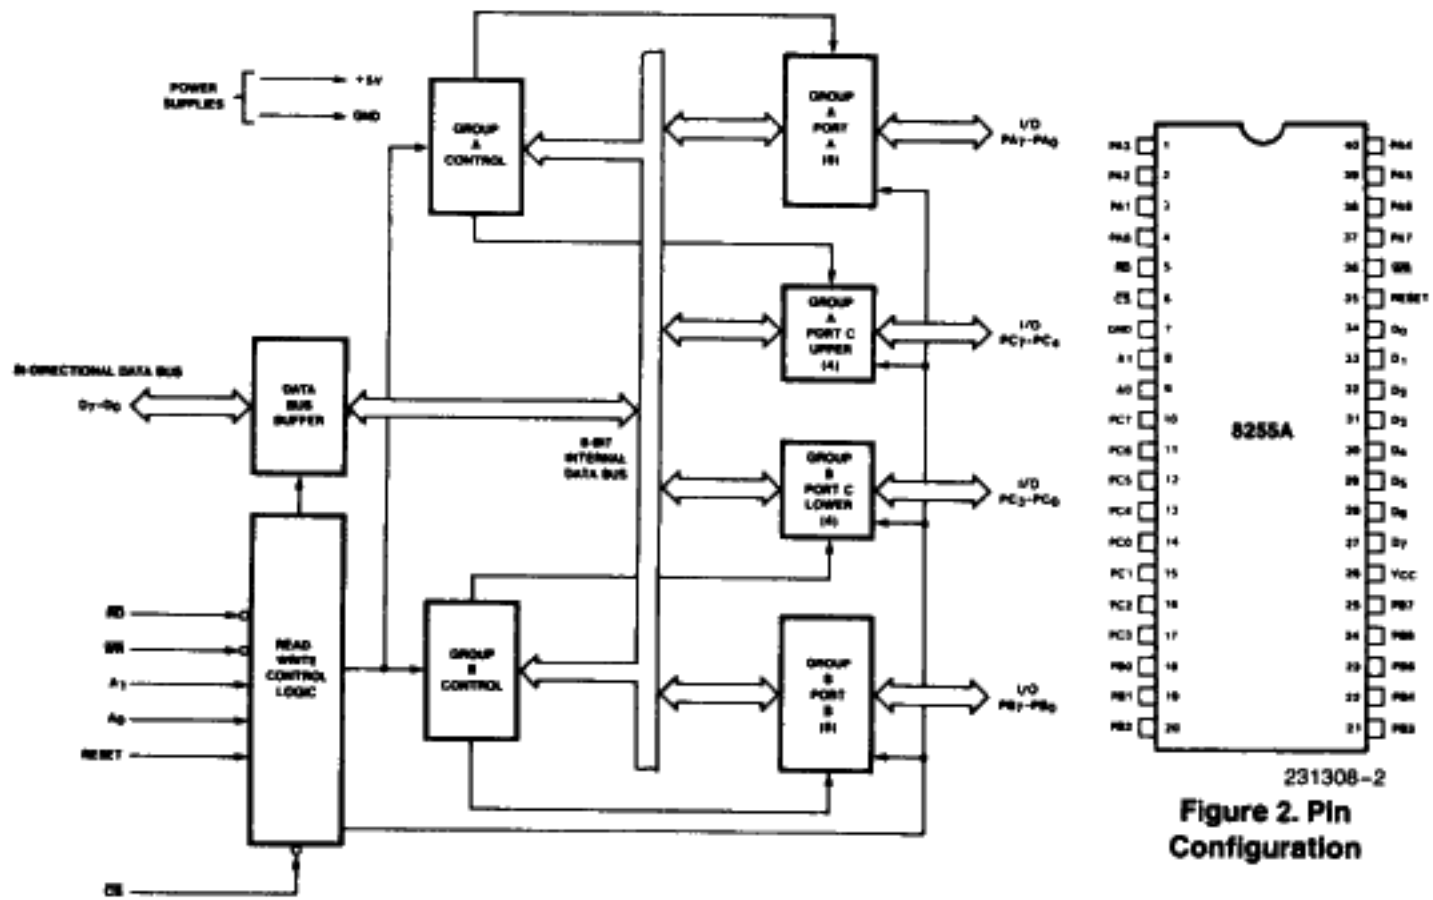 POWER
SUPPLIES
+5V
GND
GROUP
A
CONTROL
GROUP
A
PORT
A
(8)
I/O
PA7-PA0
GROUP
A
PORT C
UPPER
(4)
I/O
PC7-PC4
BI-DIRECTIONAL DATA BUS
D7-D0
DATA
BUS
BUFFER
8-BIT
INTERNAL
DATA BUS
GROUP
B
PORT C
LOWER
(4)
I/O
PC3-PC0
RD
WR
A1
A0
RESET
CS
READ
WRITE
CONTROL
LOGIC
GROUP
B
CONTROL
GROUP
B
PORT
B
(8)
I/O
PB7-PB0
PA3 1 40 PA4
PA2 2 39 PA5
PA1 3 38 PA6
PA0 4 37 PA7
RD 5 36 WR
CS 6 35 RESET
GND 7 34 D0
A1 8 33 D1
A0 9 32 D2
PC7 10 31 D3
PC6 11 30 D4
PC5 12 29 D5
PC4 13 28 D6
PC0 14 27 D7
PC1 15 26 VCC
PC2 16 25 PB7
PC3 17 24 PB6
PB0 18 23 PB5
PB1 19 22 PB4
PB2 20 21 PB3
8255A
231308-2
Figure 2. Pin
Configuration